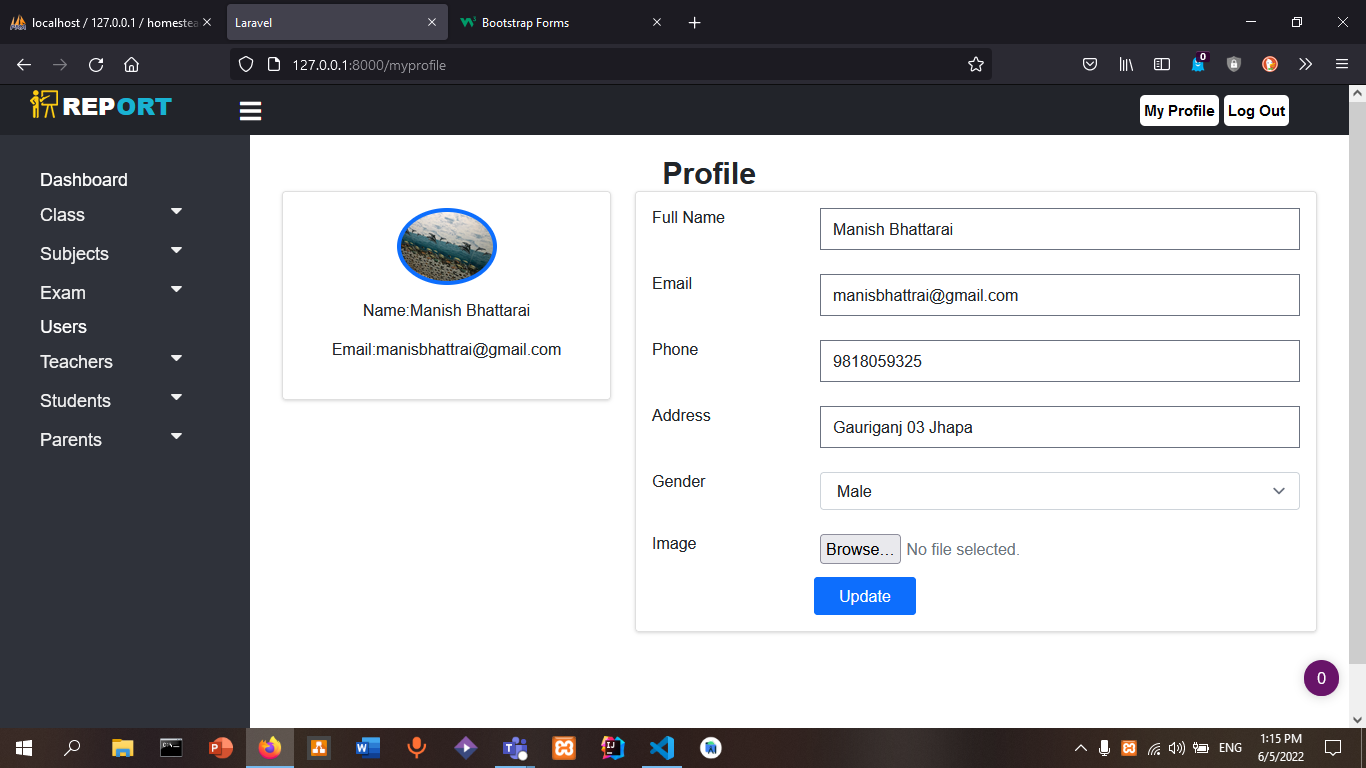 localhost / 127.0.0.1 / homestea
Laravel
Bootstrap Forms
127.0.0.1:8000/myprofile
0
REPORT
My Profile
Log Out
Dashboard
Class
Subjects
Exam
Users
Teachers
Students
Parents
Profile
Name:Manish Bhattarai
Email:manisbhattrai@gmail.com
Full Name
Manish Bhattarai
Email
manisbhattrai@gmail.com
Phone
9818059325
Address
Gauriganj 03 Jhapa
Gender
Male
Image
Browse… No file selected.
Update
0
ENG
1:15 PM
6/5/2022